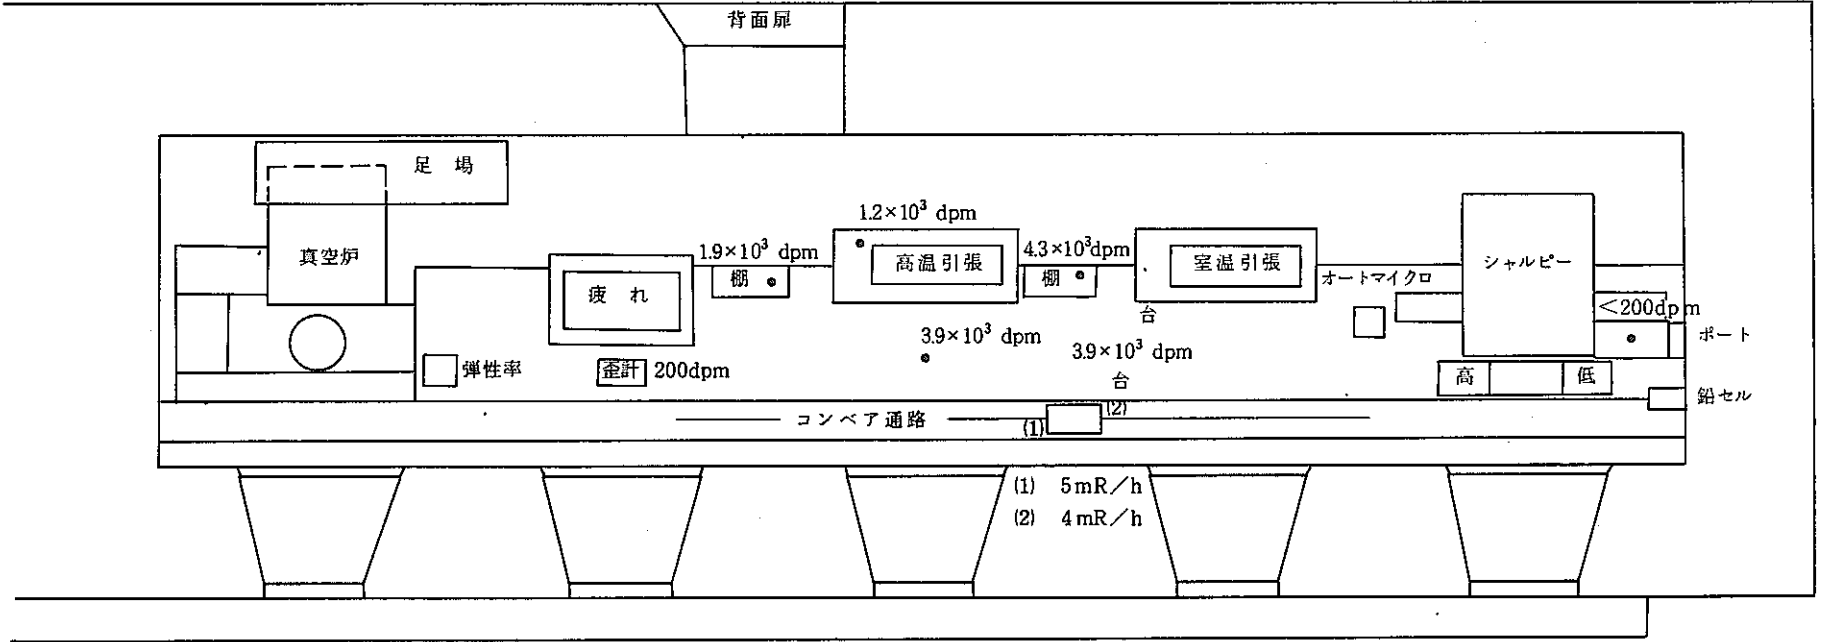 背面扉
足 場
1.2×10³ dpm
真空炉
1.9×10³ dpm
4.3×10³dpm
棚
高温引張
棚
室温引張
シャルピー
オートマイクロ
疲 れ
<200dpm
台
ポート
3.9×10³ dpm
3.9×10³ dpm
弾性率
歪計
200dpm
台
高
低
鉛セル
コンベア通路
(1)
(2)
(1) 5mR/h
(2) 4mR/h